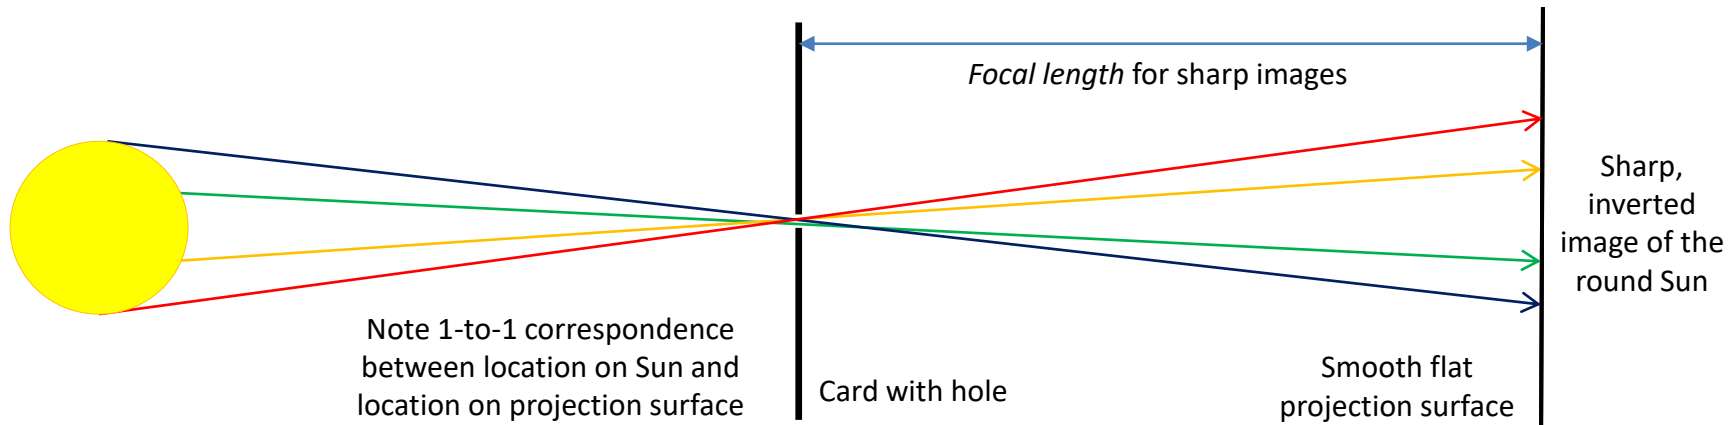 Focal length for sharp images
Sharp,
inverted
image of the
round Sun
Note 1-to-1 correspondence
between location on Sun and
location on projection surface
Card with hole
Smooth flat
projection surface